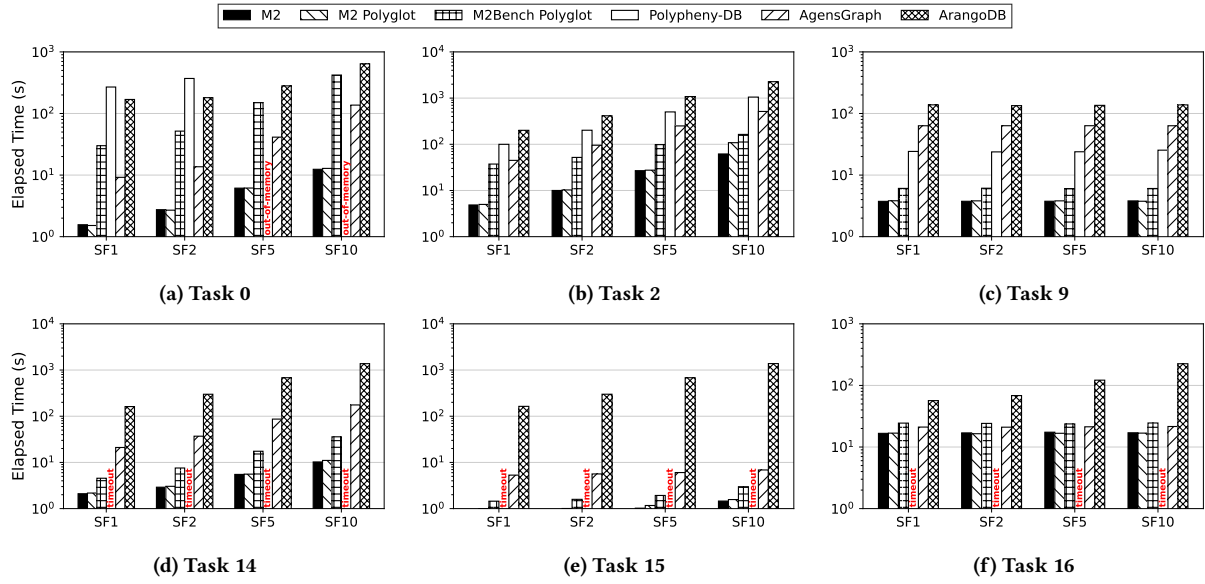 M2 M2 Polyglot M2Bench Polyglot Polypheny-DB AgensGraph ArangoDB
Elapsed Time (s)
10³
10²
10¹
10⁰
out-of-memory
out-of-memory
SF1 SF2 SF5 SF10
(a) Task 0
10⁴
10³
10²
10¹
10⁰
SF1 SF2 SF5 SF10
(b) Task 2
10³
10²
10¹
10⁰
SF1 SF2 SF5 SF10
(c) Task 9
Elapsed Time (s)
10⁴
10³
10²
10¹
10⁰
timeout
timeout
timeout
timeout
SF1 SF2 SF5 SF10
(d) Task 14
10⁴
10³
10²
10¹
10⁰
timeout
timeout
timeout
timeout
SF1 SF2 SF5 SF10
(e) Task 15
10³
10²
10¹
10⁰
timeout
timeout
timeout
timeout
SF1 SF2 SF5 SF10
(f) Task 16